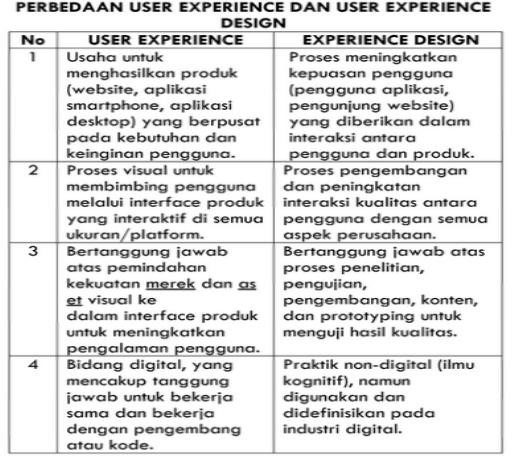 PERBEDAAN USER EXPERIENCE DAN USER EXPERIENCE
DESIGN
No USER EXPERIENCE EXPERIENCE DESIGN
1
Usaha untuk
menghasilkan produk
(website, aplikasi
smartphone, aplikasi
desktop) yang berpusat
pada kebutuhan dan
keinginan pengguna.
Proses meningkatkan
kepuasan pengguna
(pengguna aplikasi,
pengunjung website)
yang diberikan dalam
interaksi antara
pengguna dan produk.
2
Proses visual untuk
membimbing pengguna
melalui interface produk
yang interaktif di semua
ukuran/platform.
Proses pengembangan
dan peningkatan
interaksi kualitas antara
pengguna dengan semua
aspek perusahaan.
3
Bertanggung jawab
atas pemindahan
kekuatan merek dan as
et visual ke
dalam interface produk
untuk meningkatkan
pengalaman pengguna.
Bertanggung jawab atas
proses penelitian,
pengujian,
pengembangan, konten,
dan prototyping untuk
menguji hasil kualitas.
4
Bidang digital, yang
mencakup tanggung
jawab untuk bekerja
sama dan bekerja
dengan pengembang
atau kode.
Praktik non-digital (ilmu
kognitif), namun
digunakan dan
didefinisikan pada
industri digital.